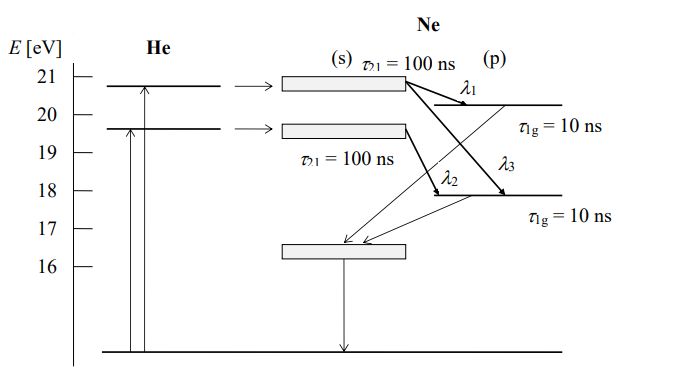 Ne
E [eV]
He
(s) τ21 = 100 ns (p)
21
λ1
20
τ1g = 10 ns
19
τ21 = 100 ns
λ3
λ2
18
τ1g = 10 ns
17
16